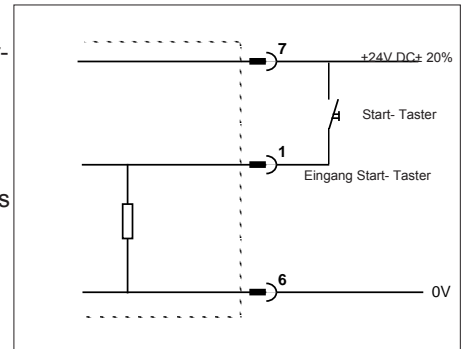 -
7
+24V DC± 20%
Start- Taster
1
Eingang Start- Taster
s
6
0V